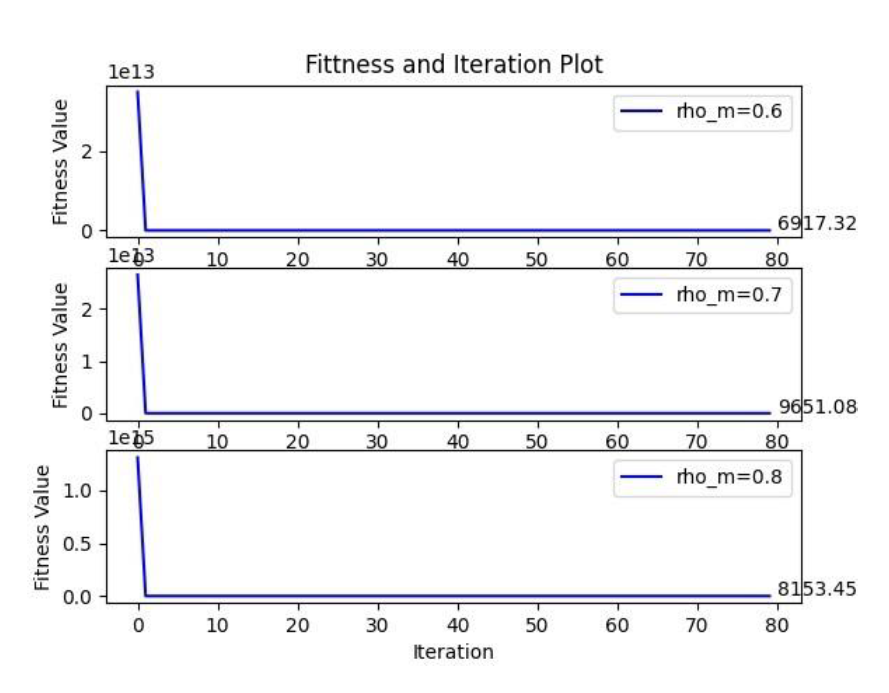 Fittness and Iteration Plot
1e13
Fitness Value
2
0
rho_m=0.6
6917.32
0 10 20 30 40 50 60 70 80
1e13
Fitness Value
2
1
0
rho_m=0.7
9651.08
0 10 20 30 40 50 60 70 80
1e15
Fitness Value
1.0
0.5
0.0
rho_m=0.8
8153.45
0 10 20 30 40 50 60 70 80
Iteration